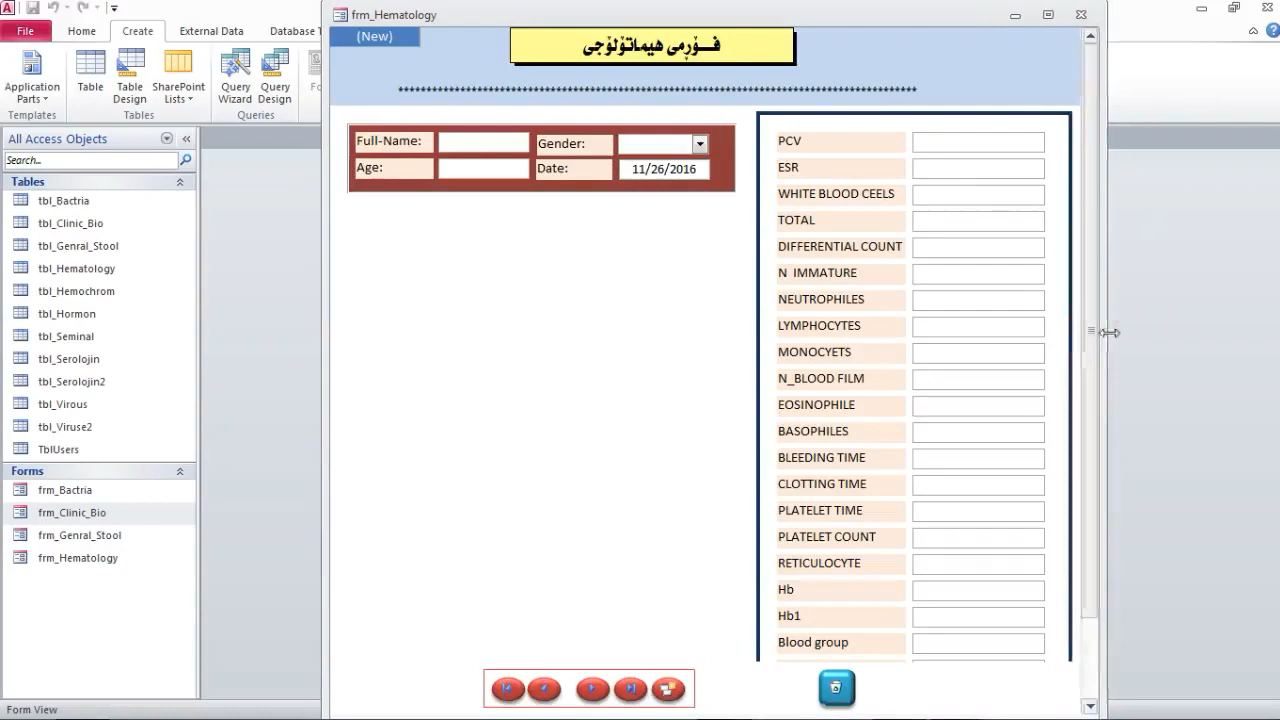 frm_Hematology
File
Home
Create
External Data
Database T
Application
Parts
Table
Table
Design
SharePoint
Lists
Query
Wizard
Query
Design
Fo
Templates
Tables
Queries
All Access Objects
Search...
Tables
tbl_Bactria
tbl_Clinic_Bio
tbl_Genral_Stool
tbl_Hematology
tbl_Hemochrom
tbl_Hormon
tbl_Seminal
tbl_Serolojin
tbl_Serolojin2
tbl_Virous
tbl_Viruse2
TblUsers
Forms
frm_Bactria
frm_Clinic_Bio
frm_Genral_Stool
frm_Hematology
(New)
فـــۆڕمی هیماتۆلۆجی
Full-Name:
Gender:
Age:
Date:
11/26/2016
PCV
ESR
WHITE BLOOD CEELS
TOTAL
DIFFERENTIAL COUNT
N IMMATURE
NEUTROPHILES
LYMPHOCYTES
MONOCYETS
N_BLOOD FILM
EOSINOPHILE
BASOPHILES
BLEEDING TIME
CLOTTING TIME
PLATELET TIME
PLATELET COUNT
RETICULOCYTE
Hb
Hb1
Blood group
Form View